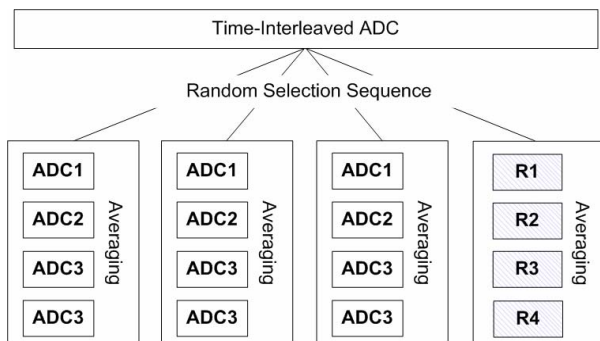 Time-Interleaved ADC
Random Selection Sequence
ADC1
ADC2
ADC3
ADC3
Averaging
ADC1
ADC2
ADC3
ADC3
Averaging
ADC1
ADC2
ADC3
ADC3
Averaging
R1
R2
R3
R4
Averaging